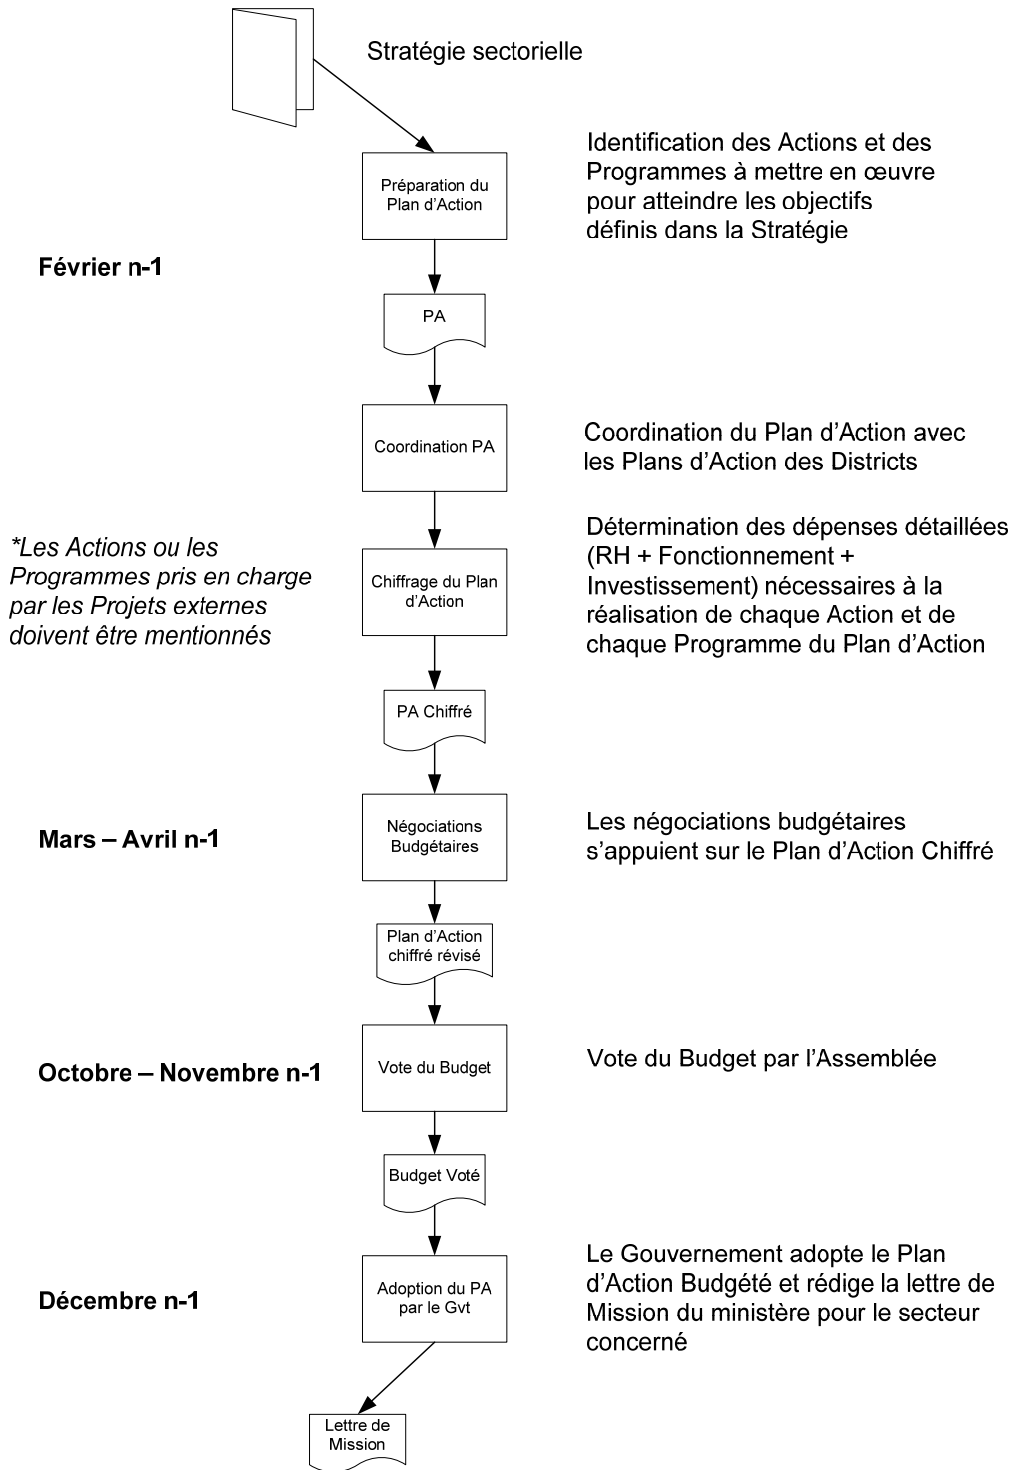 Stratégie sectorielle
Préparation du
Plan d'Action
Identification des Actions et des
Programmes à mettre en œuvre
pour atteindre les objectifs
définis dans la Stratégie
Février n-1
PA
Coordination PA
Coordination du Plan d'Action avec
les Plans d'Action des Districts
*Les Actions ou les
Programmes pris en charge
par les Projets externes
doivent être mentionnés
Chiffrage du Plan
d'Action
Détermination des dépenses détaillées
(RH + Fonctionnement +
Investissement) nécessaires à la
réalisation de chaque Action et de
chaque Programme du Plan d'Action
PA Chiffré
Mars – Avril n-1
Négociations
Budgétaires
Les négociations budgétaires
s'appuient sur le Plan d'Action Chiffré
Plan d'Action
chiffré révisé
Octobre – Novembre n-1
Vote du Budget
Vote du Budget par l'Assemblée
Budget Voté
Décembre n-1
Adoption du PA
par le Gvt
Le Gouvernement adopte le Plan
d'Action Budgété et rédige la lettre de
Mission du ministère pour le secteur
concerné
Lettre de
Mission